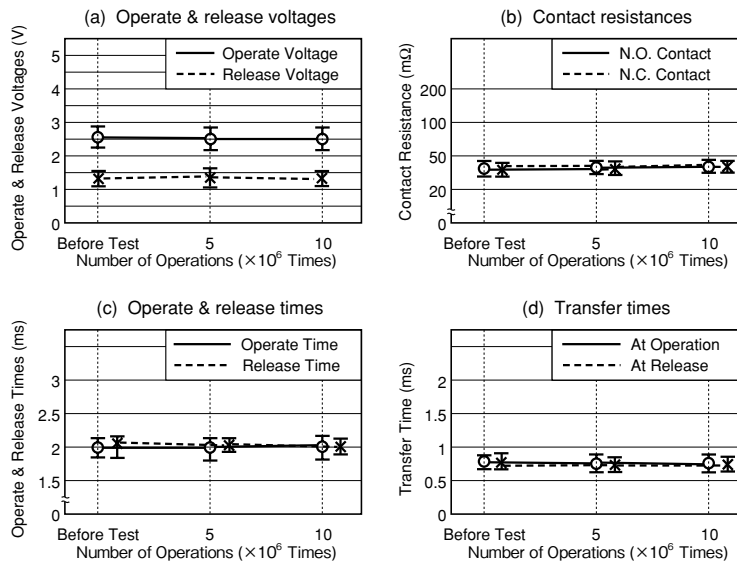 (a) Operate & release voltages
Operate & Release Voltages (V)
5
4
3
2
1
0
Operate Voltage
Release Voltage
Before Test
5
10
Number of Operations (×10⁶ Times)
(b) Contact resistances
Contact Resistance (mΩ)
200
100
50
20
0
N.O. Contact
N.C. Contact
Before Test
5
10
Number of Operations (×10⁶ Times)
(c) Operate & release times
Operate & Release Times (ms)
3
2.5
2
1.5
0
Operate Time
Release Time
Before Test
5
10
Number of Operations (×10⁶ Times)
(d) Transfer times
Transfer Time (ms)
2
1
0.5
0
At Operation
At Release
Before Test
5
10
Number of Operations (×10⁶ Times)